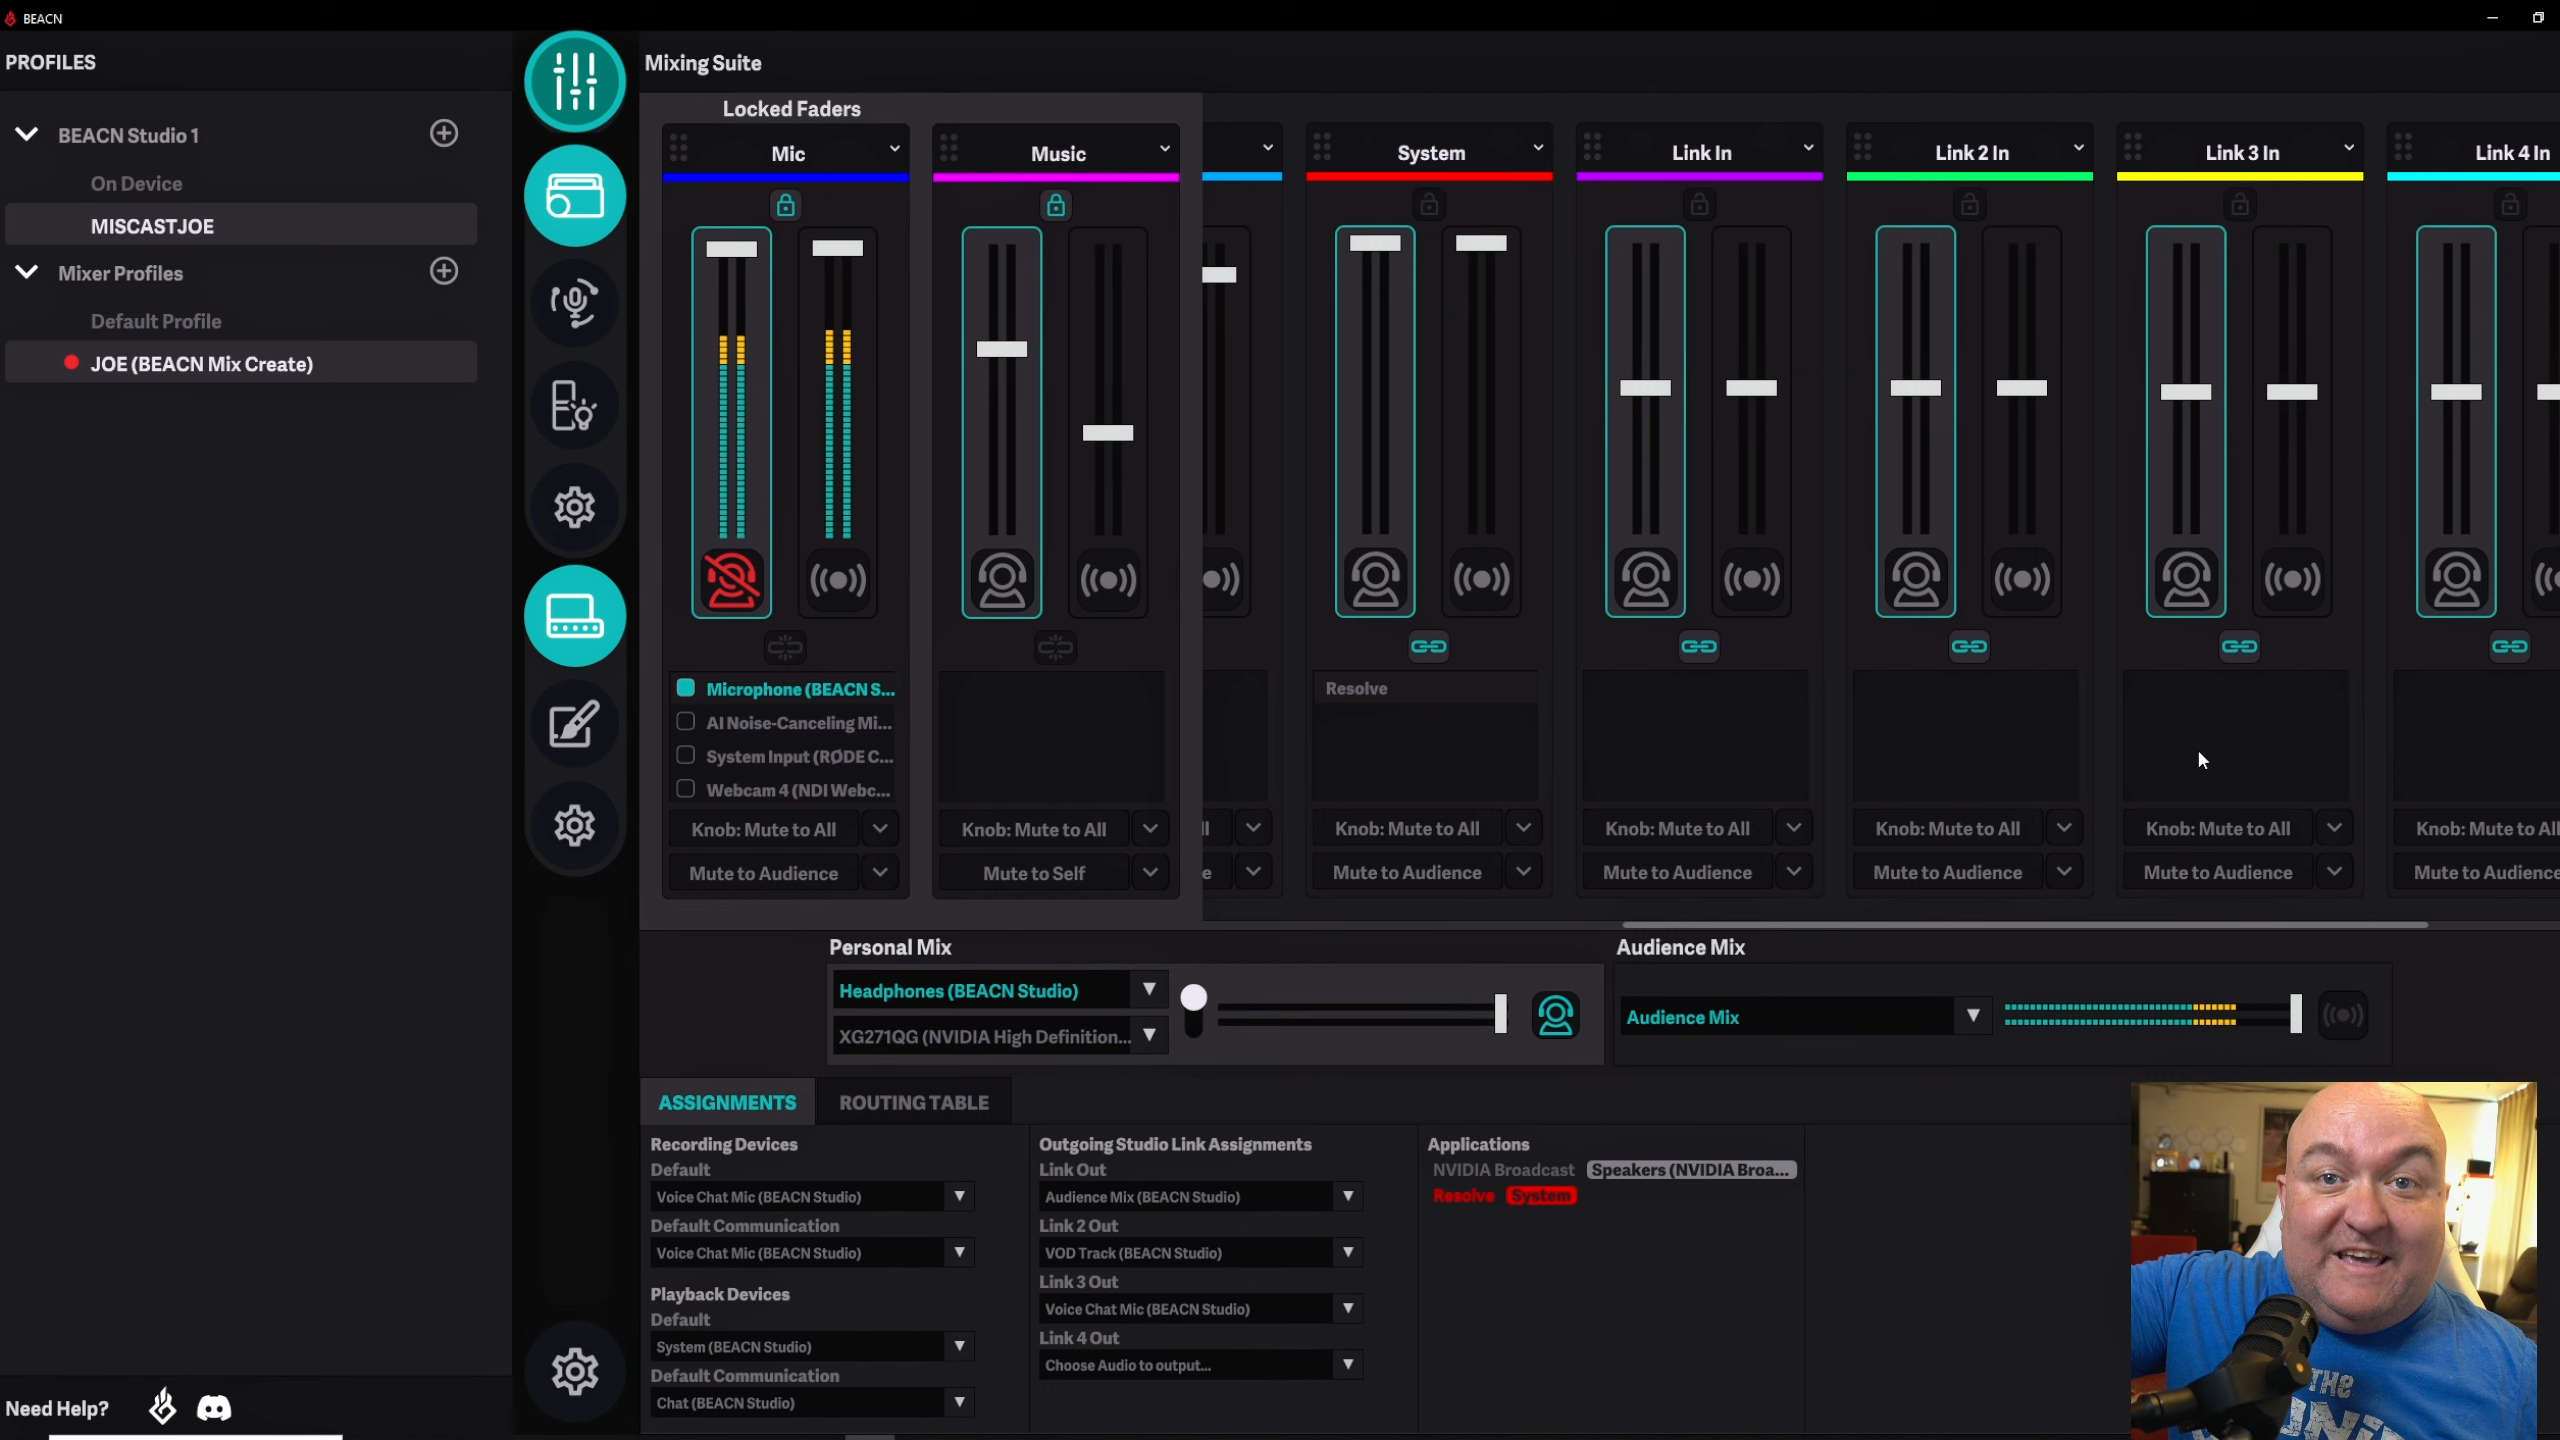 BEACN
PROFILES
BEACN Studio 1
On Device
MISCASTJOE
Mixer Profiles
Default Profile
JOE (BEACN Mix Create)
Need Help?
Mixing Suite
Locked Faders
Mic
Music
System
Link In
Link 2 In
Link 3 In
Link 4 In
Microphone (BEACN S...
AI Noise-Canceling Mi...
System Input (RØDE C...
Webcam 4 (NDI Webc...
Resolve
Knob: Mute to All
Knob: Mute to All
Knob: Mute to All
Knob: Mute to All
Knob: Mute to All
Knob: Mute to All
Knob: Mute to All
Mute to Audience
Mute to Self
Mute to Audience
Mute to Audience
Mute to Audience
Mute to Audience
Mute to Audience
Personal Mix
Headphones (BEACN Studio)
XG271QG (NVIDIA High Definition...
Audience Mix
Audience Mix
ASSIGNMENTS
ROUTING TABLE
Recording Devices
Default
Voice Chat Mic (BEACN Studio)
Default Communication
Voice Chat Mic (BEACN Studio)
Playback Devices
Default
System (BEACN Studio)
Default Communication
Chat (BEACN Studio)
Outgoing Studio Link Assignments
Link Out
Audience Mix (BEACN Studio)
Link 2 Out
VOD Track (BEACN Studio)
Link 3 Out
Voice Chat Mic (BEACN Studio)
Link 4 Out
Choose Audio to output...
Applications
NVIDIA Broadcast Speakers (NVIDIA Broa...
Resolve System
THe